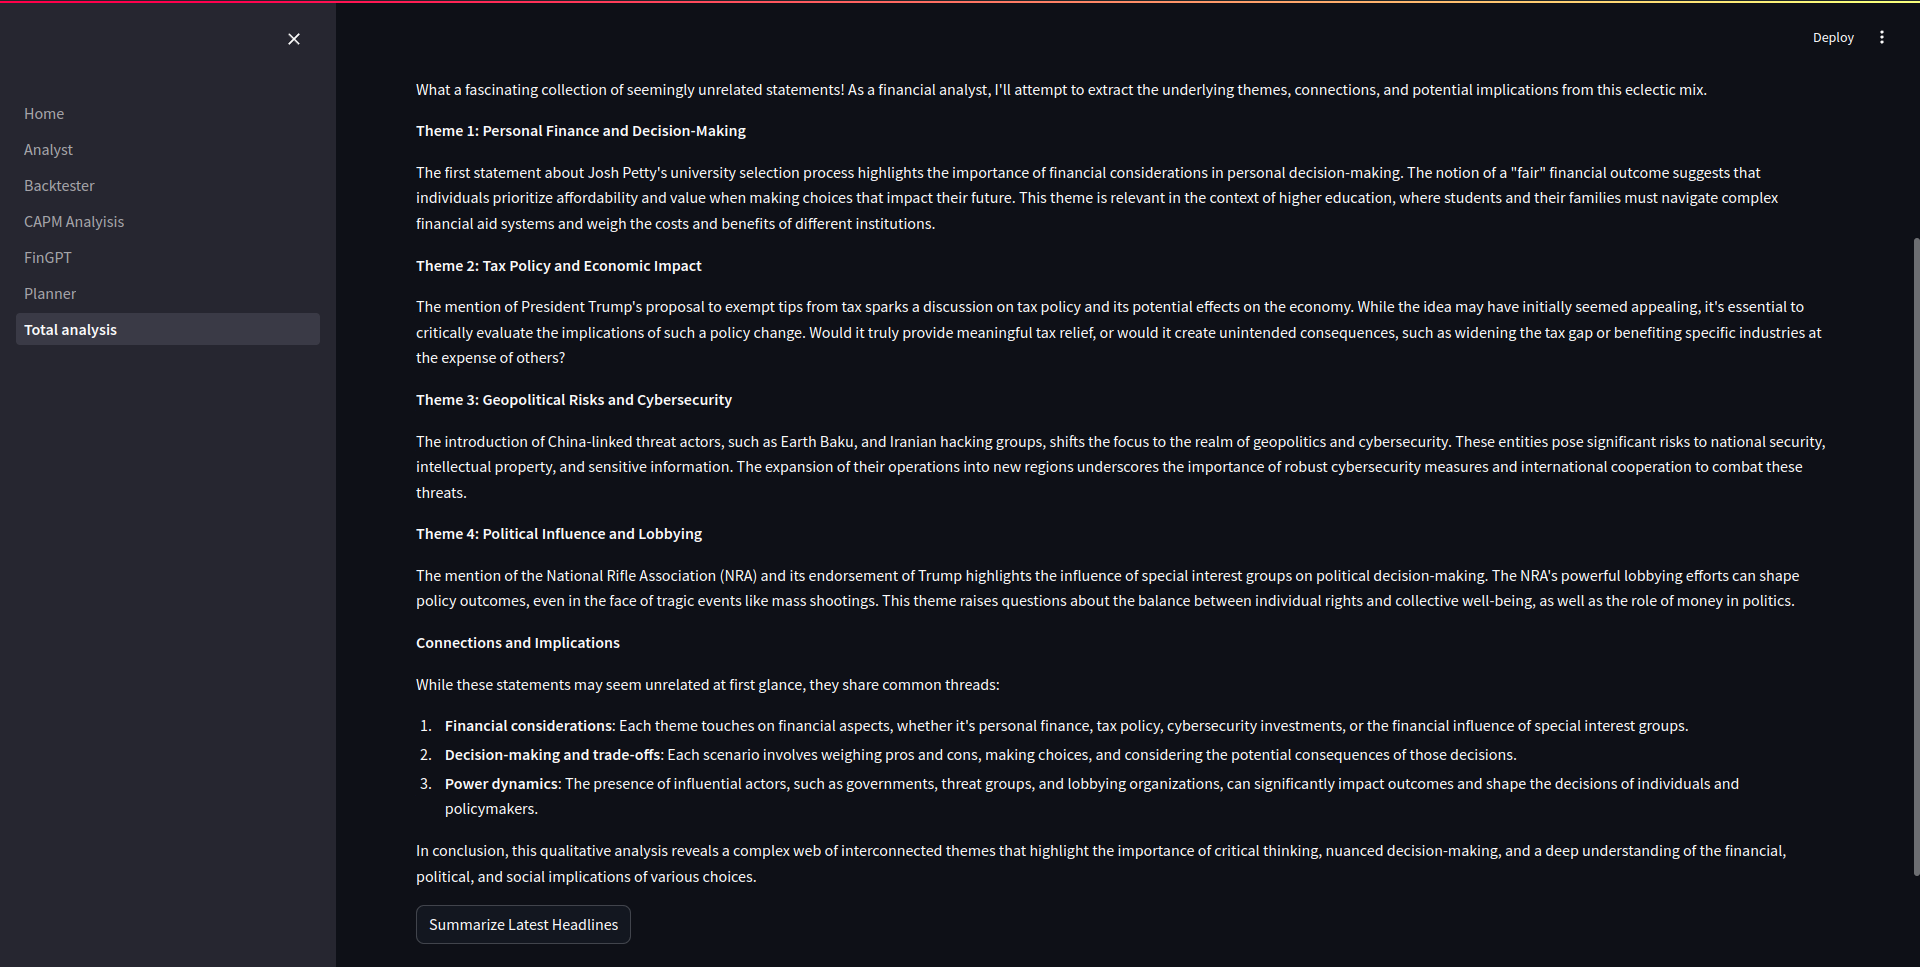 Deploy
Home
Analyst
Backtester
CAPM Analyisis
FinGPT
Planner
Total analysis
What a fascinating collection of seemingly unrelated statements! As a financial analyst, I'll attempt to extract the underlying themes, connections, and potential implications from this eclectic mix.
Theme 1: Personal Finance and Decision-Making
The first statement about Josh Petty's university selection process highlights the importance of financial considerations in personal decision-making. The notion of a "fair" financial outcome suggests that
individuals prioritize affordability and value when making choices that impact their future. This theme is relevant in the context of higher education, where students and their families must navigate complex
financial aid systems and weigh the costs and benefits of different institutions.
Theme 2: Tax Policy and Economic Impact
The mention of President Trump's proposal to exempt tips from tax sparks a discussion on tax policy and its potential effects on the economy. While the idea may have initially seemed appealing, it's essential to
critically evaluate the implications of such a policy change. Would it truly provide meaningful tax relief, or would it create unintended consequences, such as widening the tax gap or benefiting specific industries at
the expense of others?
Theme 3: Geopolitical Risks and Cybersecurity
The introduction of China-linked threat actors, such as Earth Baku, and Iranian hacking groups, shifts the focus to the realm of geopolitics and cybersecurity. These entities pose significant risks to national security,
intellectual property, and sensitive information. The expansion of their operations into new regions underscores the importance of robust cybersecurity measures and international cooperation to combat these
threats.
Theme 4: Political Influence and Lobbying
The mention of the National Rifle Association (NRA) and its endorsement of Trump highlights the influence of special interest groups on political decision-making. The NRA's powerful lobbying efforts can shape
policy outcomes, even in the face of tragic events like mass shootings. This theme raises questions about the balance between individual rights and collective well-being, as well as the role of money in politics.
Connections and Implications
While these statements may seem unrelated at first glance, they share common threads:
1. Financial considerations: Each theme touches on financial aspects, whether it's personal finance, tax policy, cybersecurity investments, or the financial influence of special interest groups.
2. Decision-making and trade-offs: Each scenario involves weighing pros and cons, making choices, and considering the potential consequences of those decisions.
3. Power dynamics: The presence of influential actors, such as governments, threat groups, and lobbying organizations, can significantly impact outcomes and shape the decisions of individuals and
policymakers.
In conclusion, this qualitative analysis reveals a complex web of interconnected themes that highlight the importance of critical thinking, nuanced decision-making, and a deep understanding of the financial,
political, and social implications of various choices.
Summarize Latest Headlines